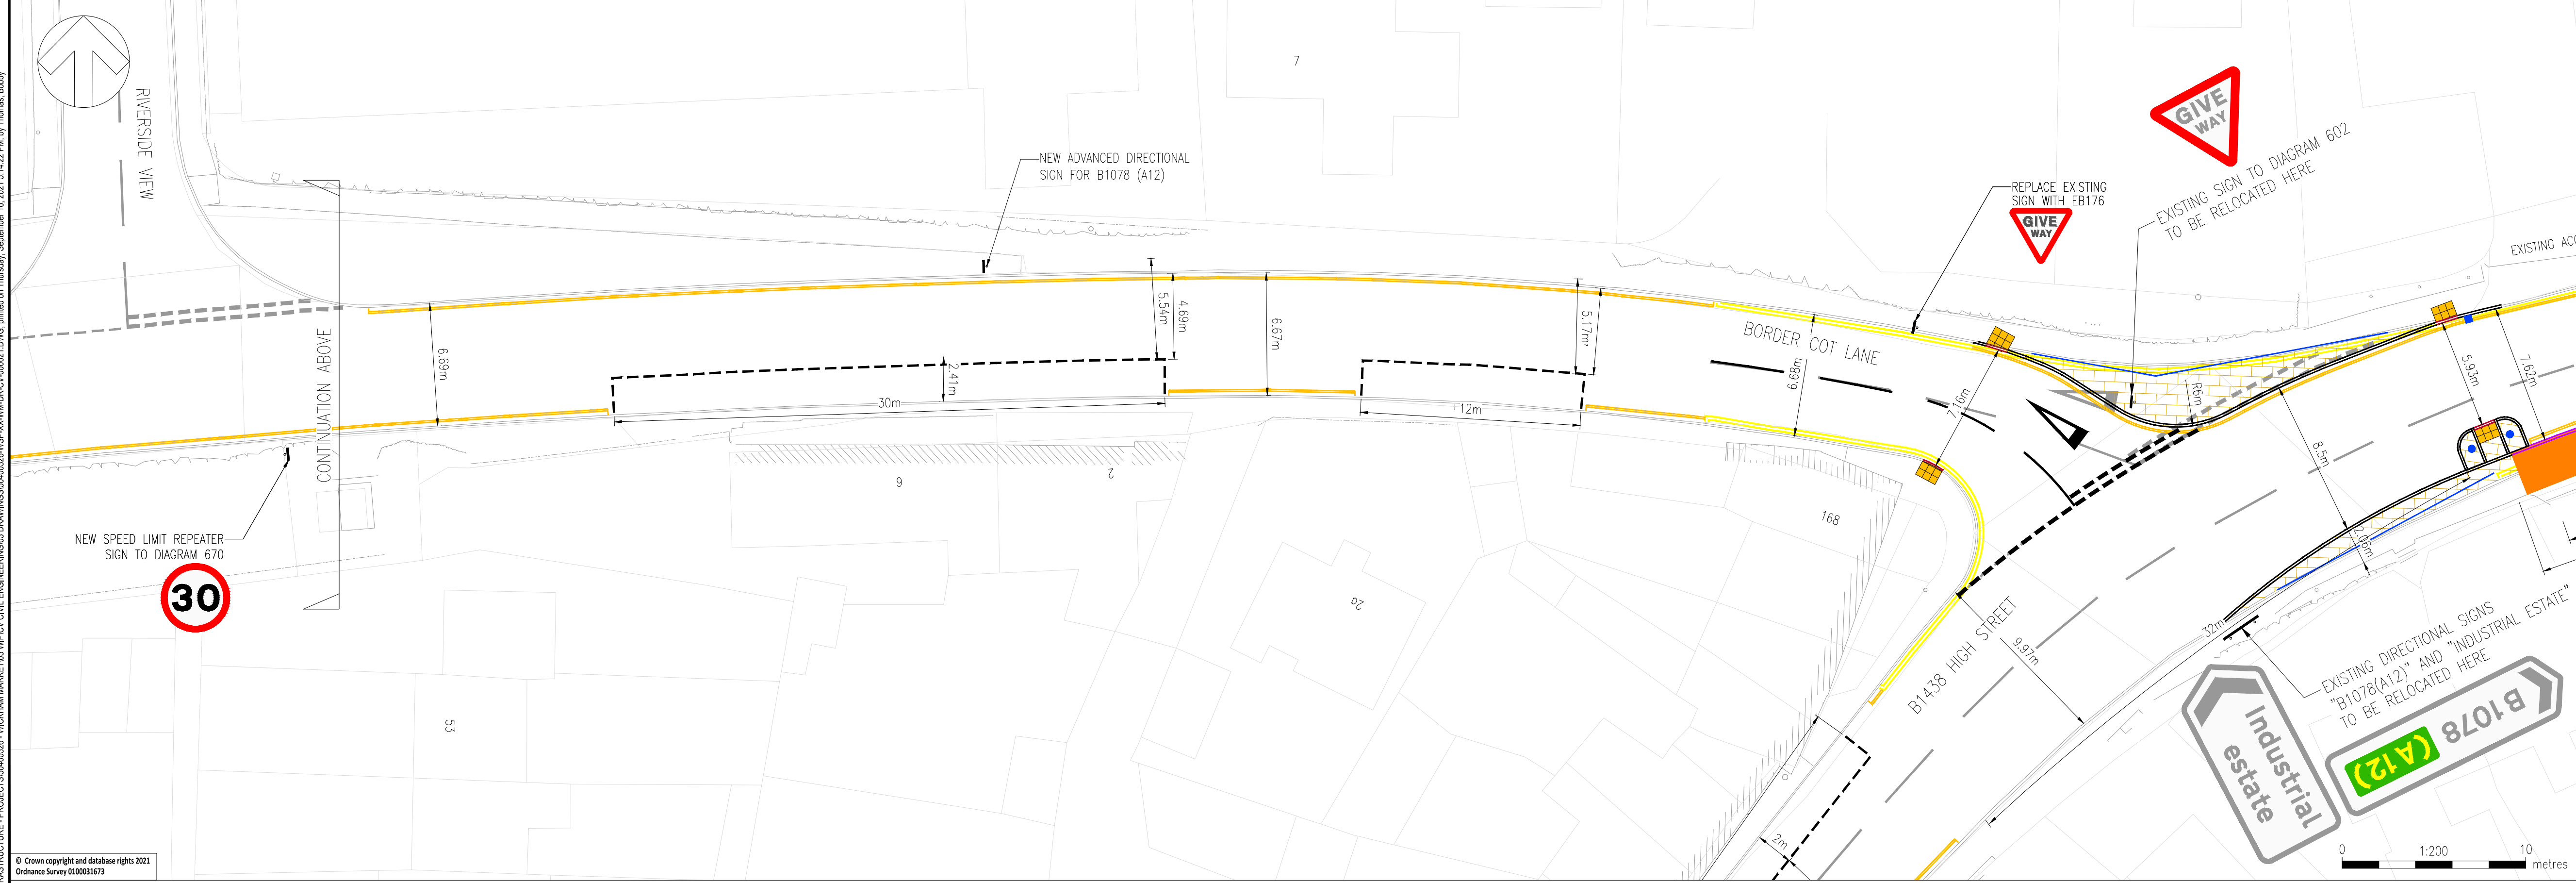 RIVERSIDE VIEW
NEW ADVANCED DIRECTIONAL
SIGN FOR B1078 (A12)
7
GIVE
WAY
EXISTING SIGN TO DIAGRAM 602
TO BE RELOCATED HERE
REPLACE EXISTING
SIGN WITH EB176
GIVE
WAY
EXISTING
CONTINUATION ABOVE
6.69m
5.54m
4.69m
6.67m
5.17m
2.41m
30m
12m
BORDER COT LANE
6.68m
7.16m
R6m
5.93m
7.62m
8.5m
2.06m
6
2
2a
168
53
NEW SPEED LIMIT REPEATER
SIGN TO DIAGRAM 670
30
B1438 HIGH STREET
9.97m
32m
2m
EXISTING DIRECTIONAL SIGNS
"B1078(A12)" AND "INDUSTRIAL ESTATE"
TO BE RELOCATED HERE
Industrial
estate
B1078
(A12)
0 1:200 10
metres
© Crown copyright and database rights 2021
Ordnance Survey 0100031673